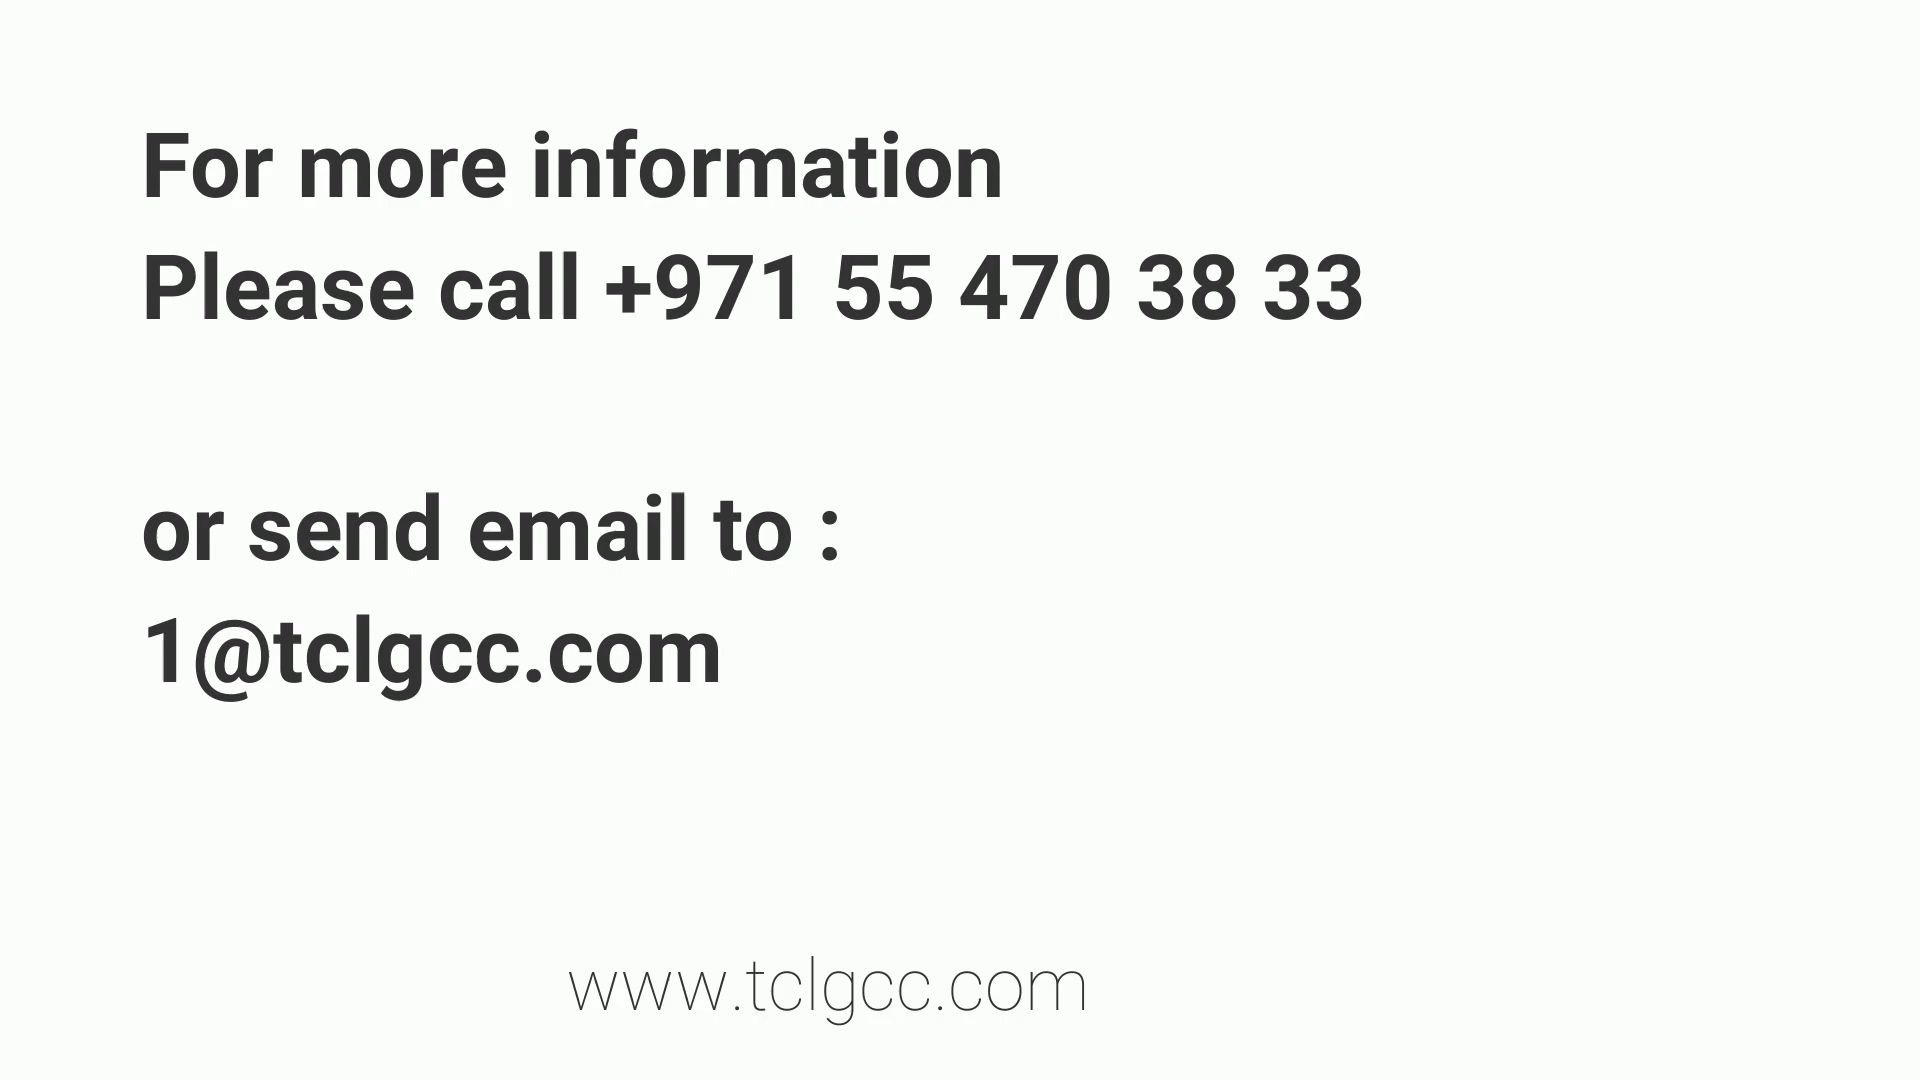 For more information
Please call +971 55 470 38 33
or send email to :
1@tclgcc.com
www.tclgcc.com